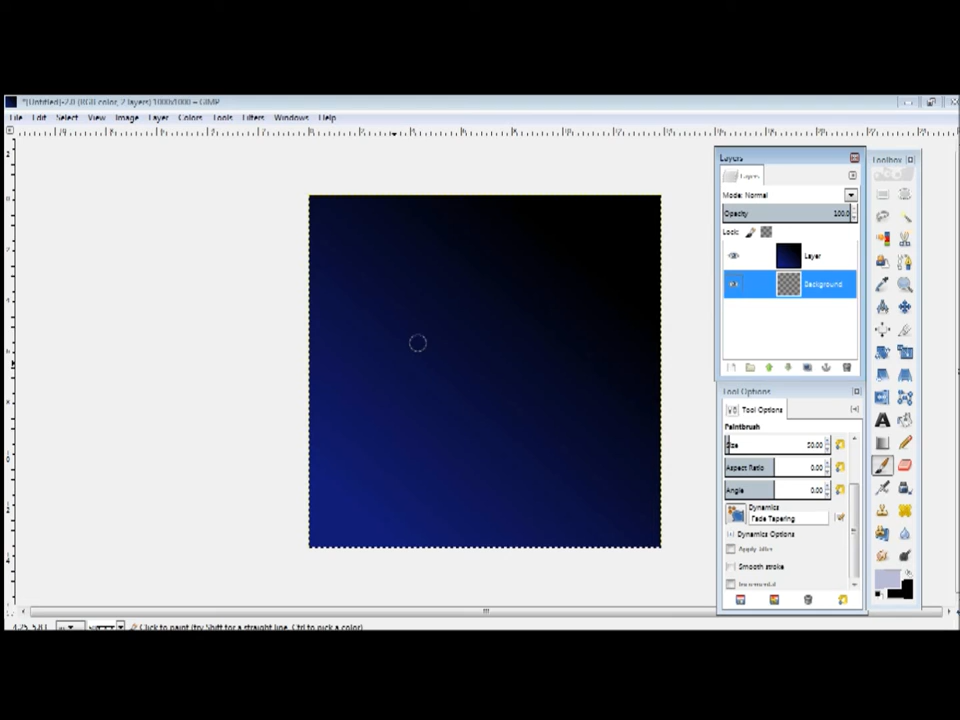 *[Untitled]-2.0 (RGB color, 2 layers) 1000x1000 – GIMP
File Edit Select View Image Layer Colors Tools Filters Windows Help
Layers
Toolbox
Layers
Mode: Normal
Opacity 100.0
Lock:
Layer
Background
Tool Options
Tool Options
Paintbrush
Size 50.00
Aspect Ratio 0.00
Angle 0.00
Dynamics
Fade Tapering
Dynamics Options
Apply Jitter
Smooth stroke
Incremental
Click to paint (try Shift for a straight line, Ctrl to pick a color)